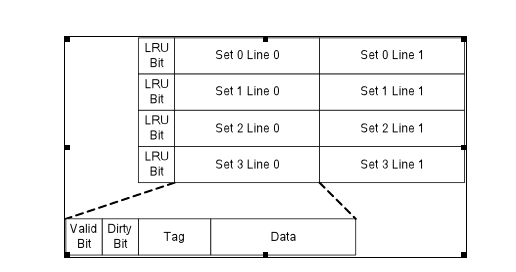 LRU Bit Set 0 Line 0 Set 0 Line 1
LRU Bit Set 1 Line 0 Set 1 Line 1
LRU Bit Set 2 Line 0 Set 2 Line 1
LRU Bit Set 3 Line 0 Set 3 Line 1
Valid Bit Dirty Bit Tag Data